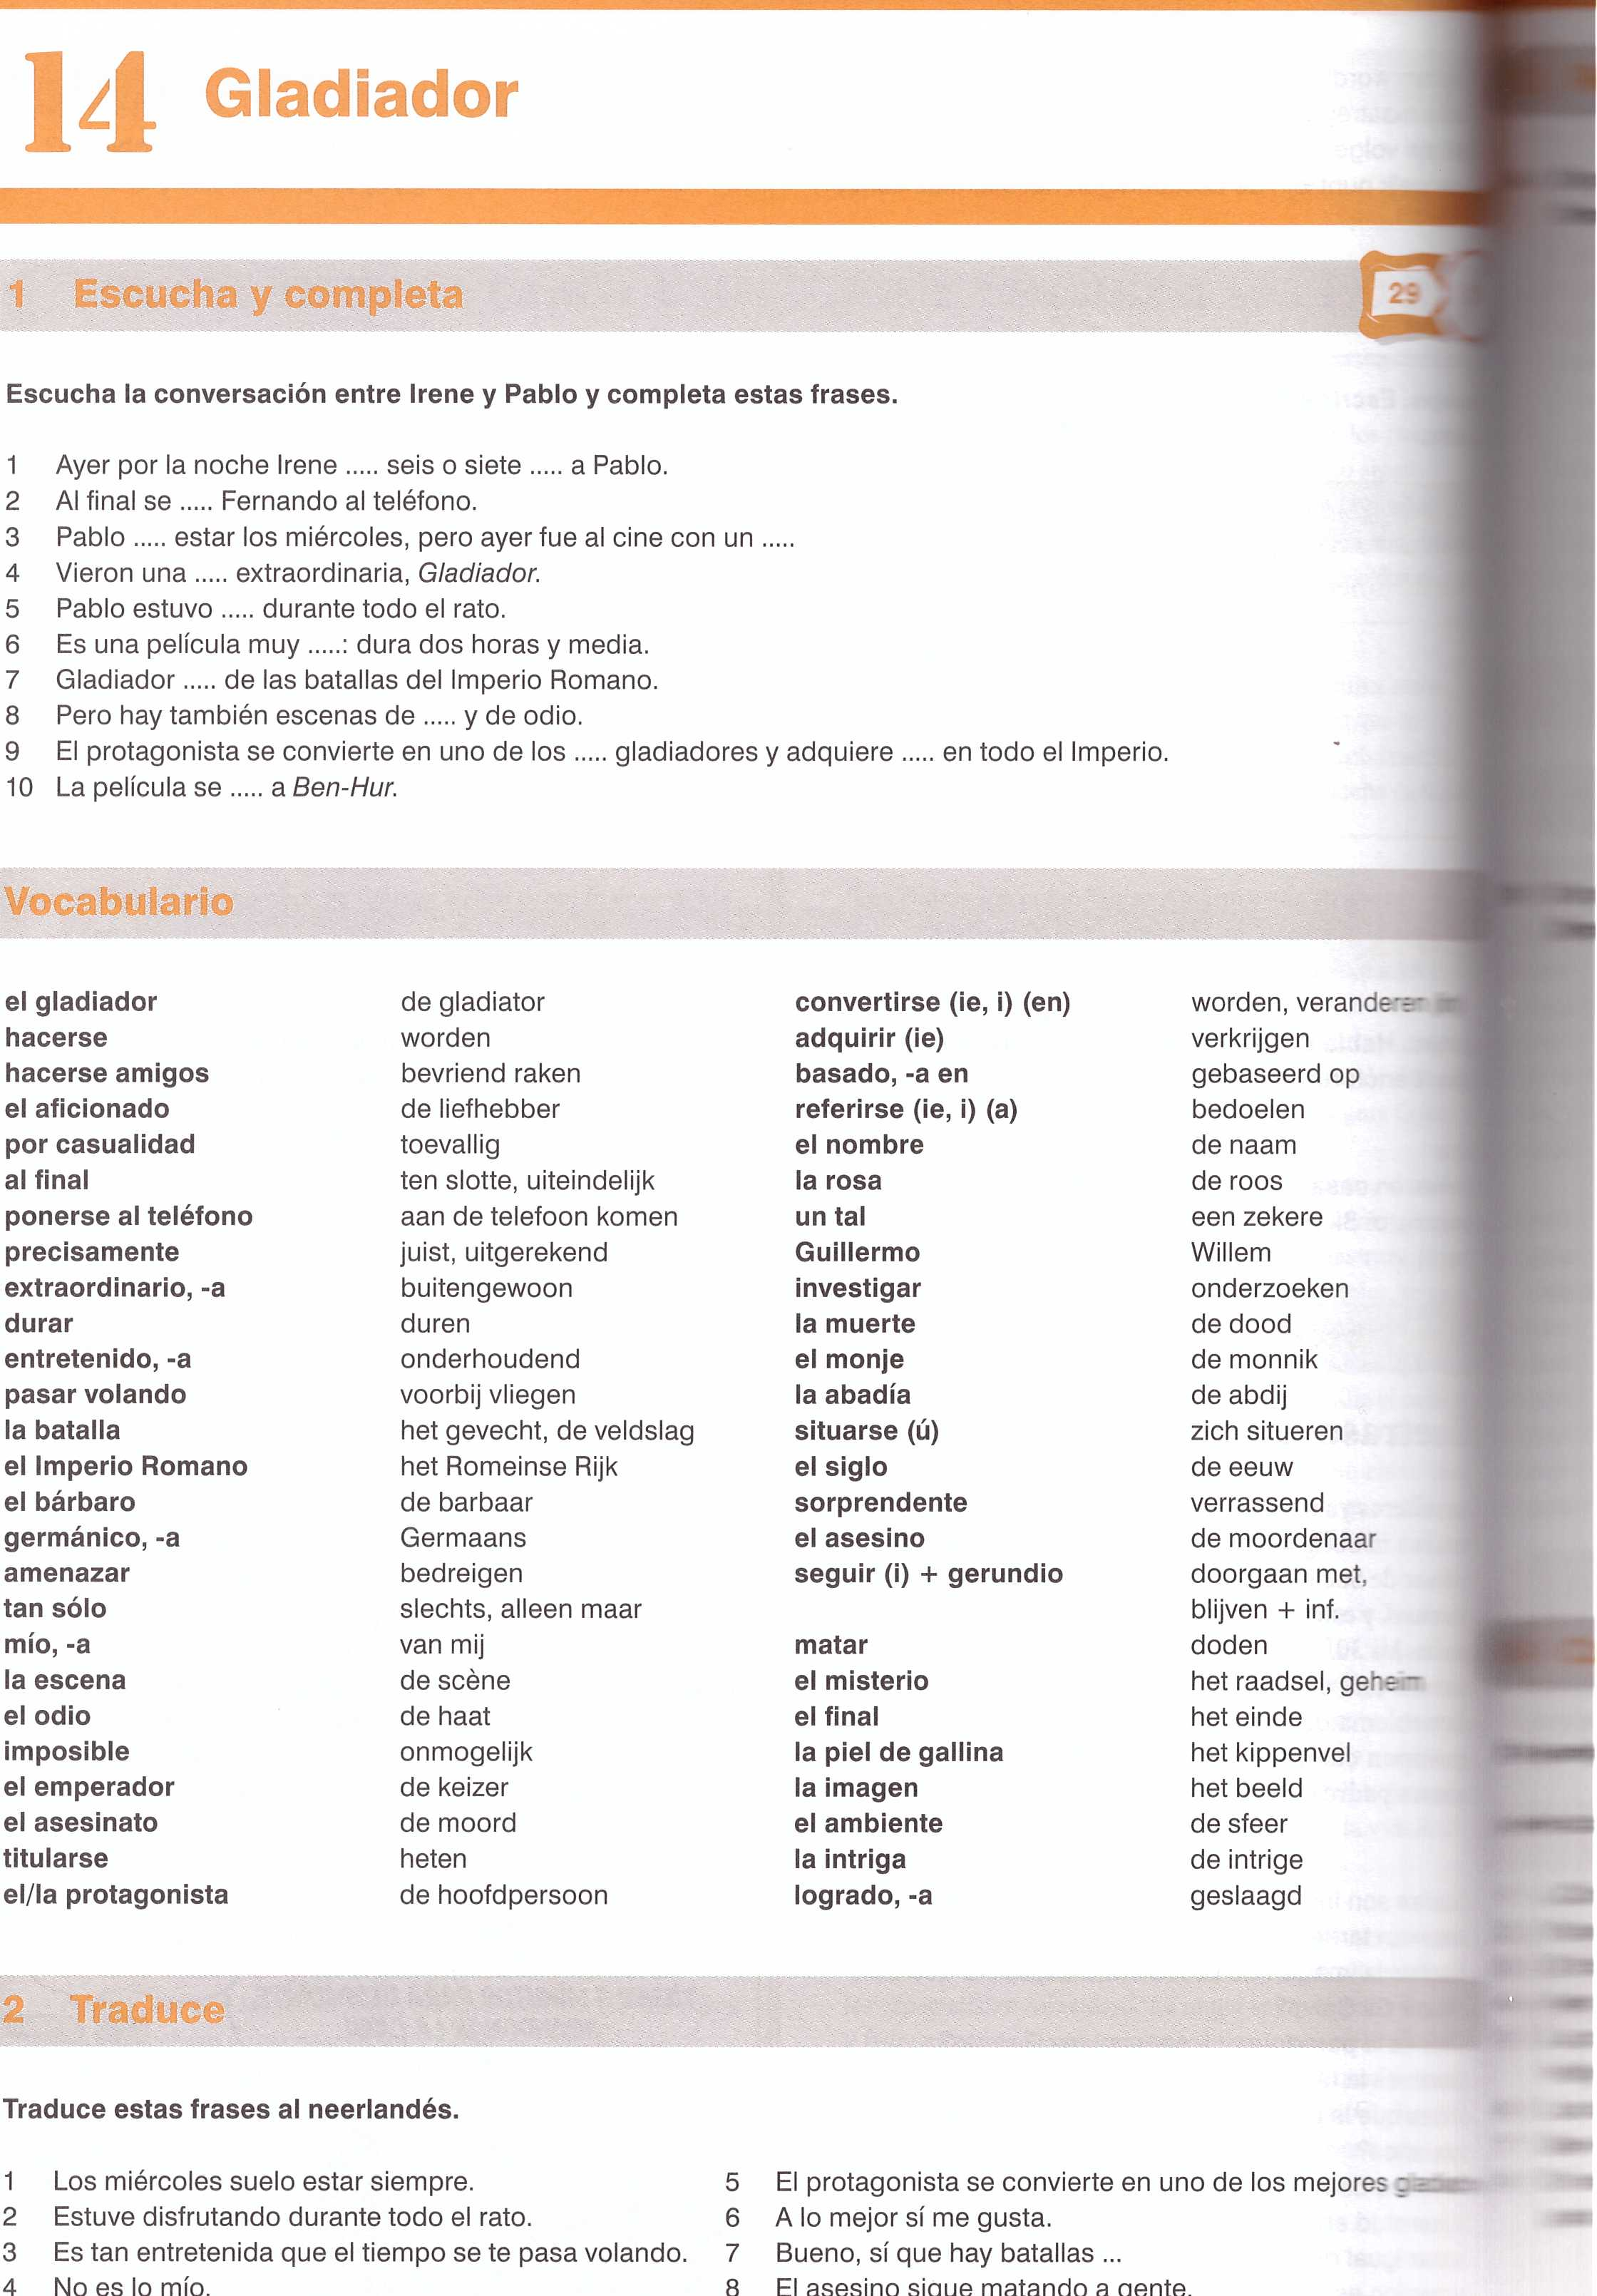 14 Gladiador
1 Escucha y completa
29
Escucha la conversación entre Irene y Pablo y completa estas frases.
1 Ayer por la noche Irene ..... seis o siete ..... a Pablo.
2 Al final se ..... Fernando al teléfono.
3 Pablo ..... estar los miércoles, pero ayer fue al cine con un .....
4 Vieron una ..... extraordinaria, Gladiador.
5 Pablo estuvo ..... durante todo el rato.
6 Es una película muy .....: dura dos horas y media.
7 Gladiador ..... de las batallas del Imperio Romano.
8 Pero hay también escenas de ..... y de odio.
9 El protagonista se convierte en uno de los ..... gladiadores y adquiere ..... en todo el Imperio.
10 La película se ..... a Ben-Hur.
Vocabulario
el gladiador de gladiator
hacerse worden
hacerse amigos bevriend raken
el aficionado de liefhebber
por casualidad toevallig
al final ten slotte, uiteindelijk
ponerse al teléfono aan de telefoon komen
precisamente juist, uitgerekend
extraordinario, -a buitengewoon
durar duren
entretenido, -a onderhoudend
pasar volando voorbij vliegen
la batalla het gevecht, de veldslag
el Imperio Romano het Romeinse Rijk
el bárbaro de barbaar
germánico, -a Germaans
amenazar bedreigen
tan sólo slechts, alleen maar
mío, -a van mij
la escena de scène
el odio de haat
imposible onmogelijk
el emperador de keizer
el asesinato de moord
titularse heten
el/la protagonista de hoofdpersoon
convertirse (ie, i) (en) worden, veranderen
adquirir (ie) verkrijgen
basado, -a en gebaseerd op
referirse (ie, i) (a) bedoelen
el nombre de naam
la rosa de roos
un tal een zekere
Guillermo Willem
investigar onderzoeken
la muerte de dood
el monje de monnik
la abadía de abdij
situarse (ú) zich situeren
el siglo de eeuw
sorprendente verrassend
el asesino de moordenaar
seguir (i) + gerundio doorgaan met,
blijven + inf.
matar doden
el misterio het raadsel, geheim
el final het einde
la piel de gallina het kippenvel
la imagen het beeld
el ambiente de sfeer
la intriga de intrige
logrado, -a geslaagd
2 Traduce
Traduce estas frases al neerlandés.
1 Los miércoles suelo estar siempre.
2 Estuve disfrutando durante todo el rato.
3 Es tan entretenida que el tiempo se te pasa volando.
4 No es lo mío.
5 El protagonista se convierte en uno de los mejores
6 A lo mejor sí me gusta.
7 Bueno, sí que hay batallas ...
8 El asesino sigue matando a gente.